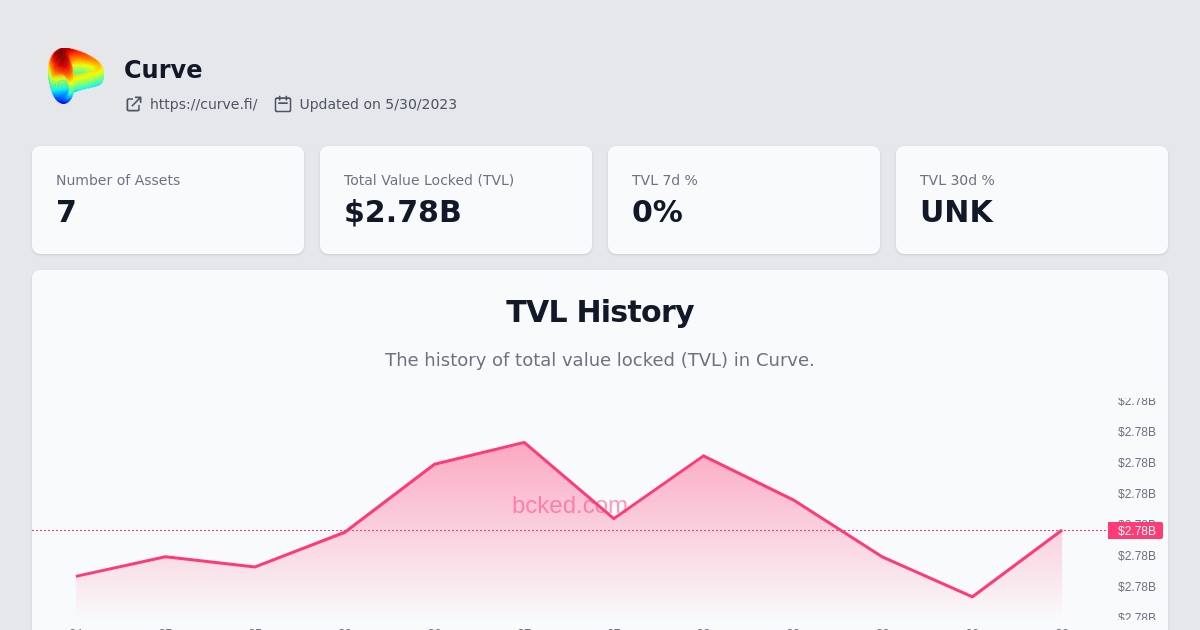 Curve
https://curve.fi/ Updated on 5/30/2023
Number of Assets
7
Total Value Locked (TVL)
$2.78B
TVL 7d %
0%
TVL 30d %
UNK
TVL History
The history of total value locked (TVL) in Curve.
$2.78B
$2.78B
$2.78B
$2.78B
bcked.com
$2.78B
$2.78B
$2.78B
$2.78B